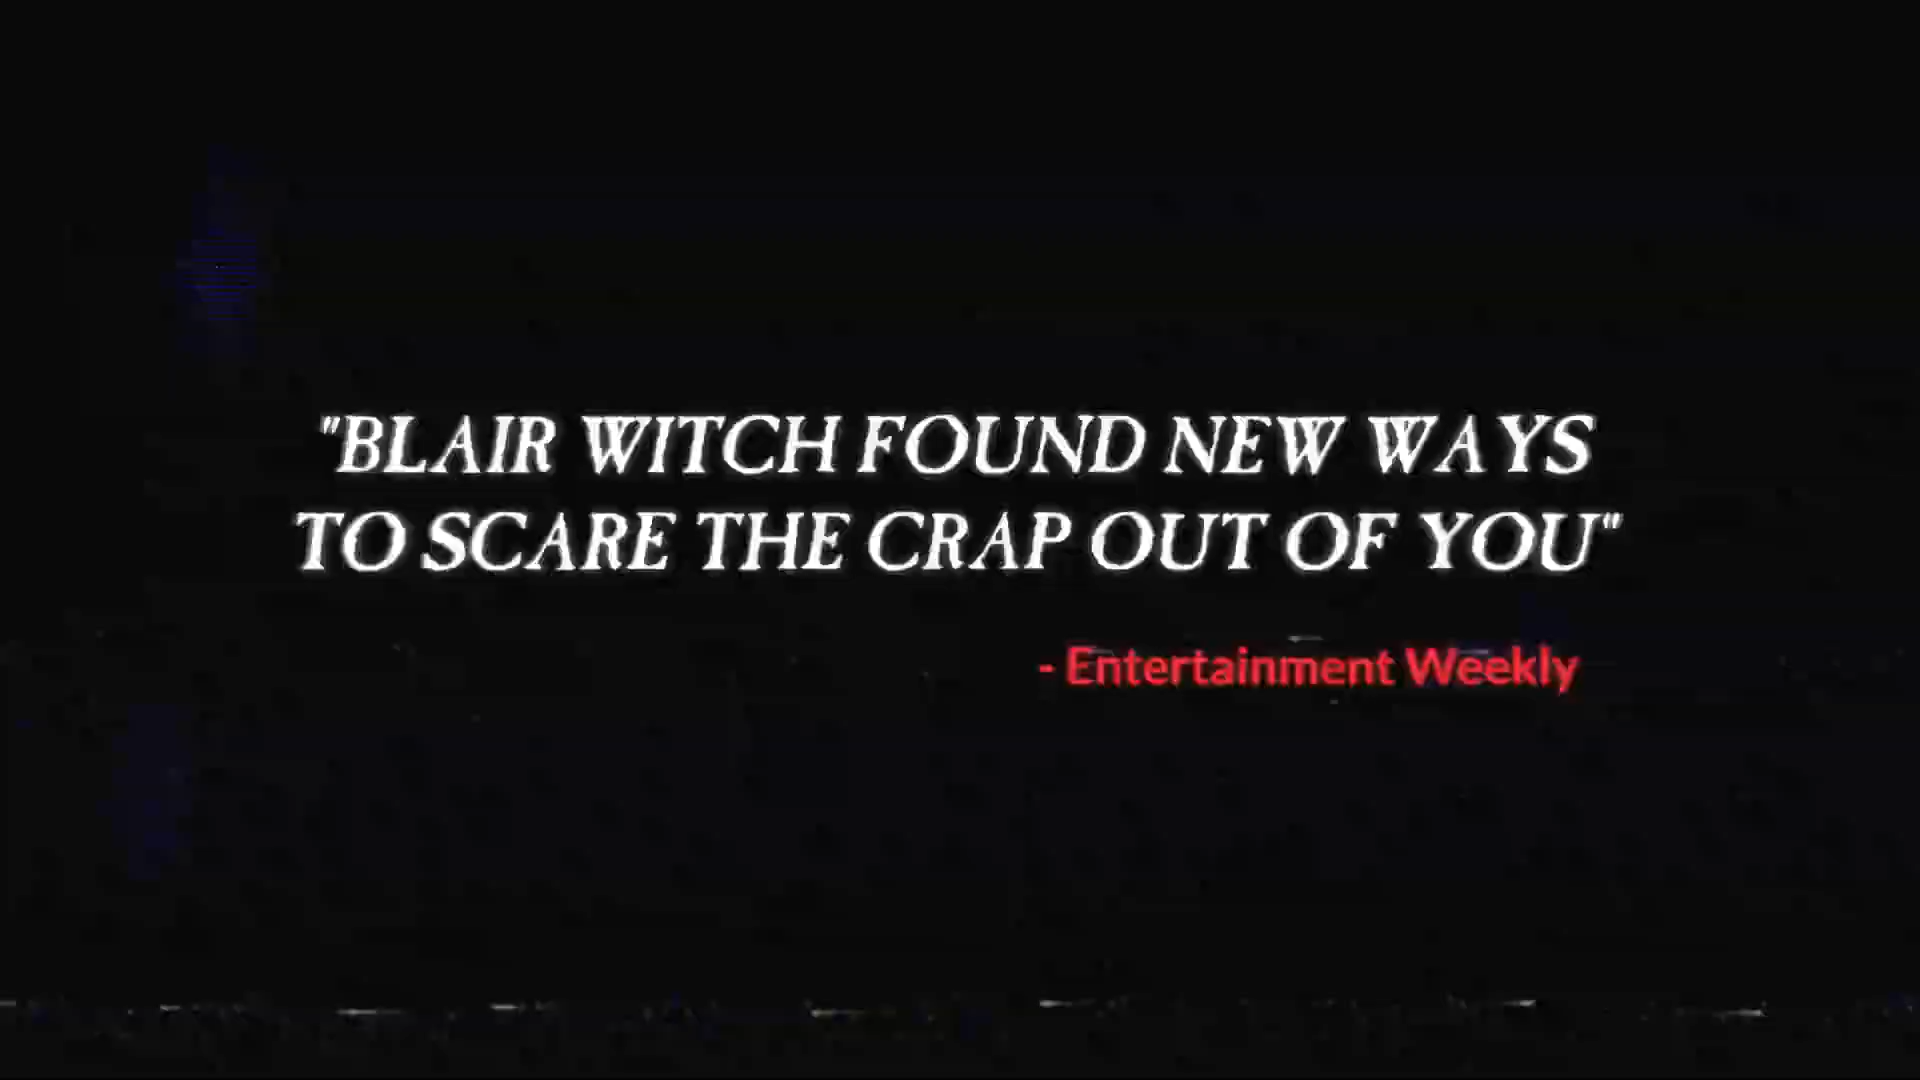 "BLAIR WITCH FOUND NEW WAYS
TO SCARE THE CRAP OUT OF YOU"
- Entertainment Weekly